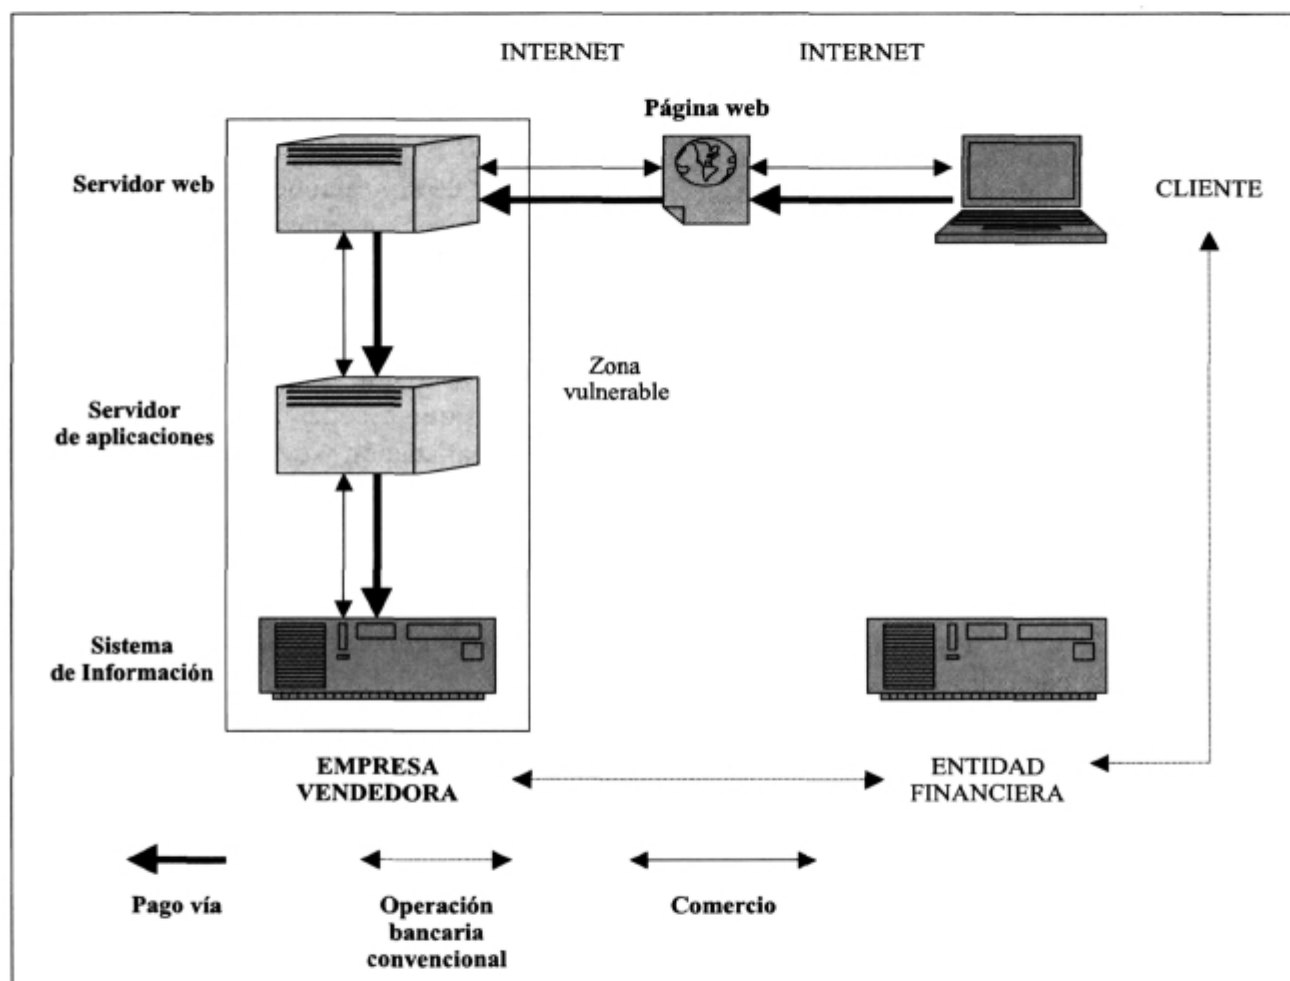 INTERNET
INTERNET
Página web
Servidor web
CLIENTE
Zona
vulnerable
Servidor
de aplicaciones
Sistema
de Información
EMPRESA
VENDEDORA
ENTIDAD
FINANCIERA
Pago vía
Operación
bancaria
convencional
Comercio